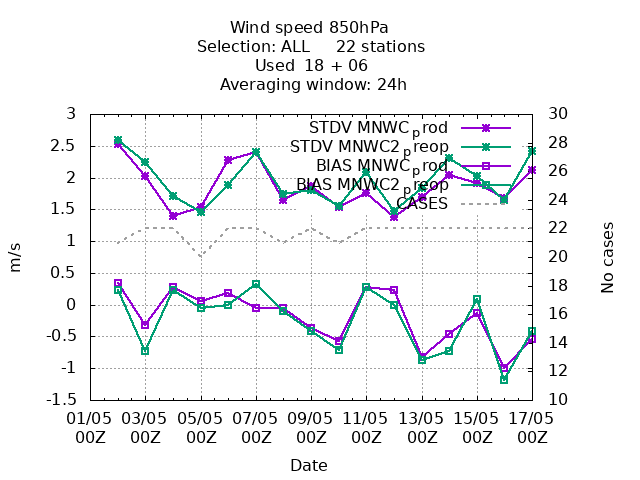 Wind speed 850hPa
Selection: ALL 22 stations
Used 18 + 06
Averaging window: 24h
3 30
STDV MNWC_prod
2.5 28
STDV MNWC2_preop
BIAS MNWC_prod
2 26
BIAS MNWC2_preop
1.5 24
CASES
1 22
m/s
No cases
0.5 20
18
0 16
-0.5 14
-1 12
-1.5 10
01/05 03/05 05/05 07/05 09/05 11/05 13/05 15/05 17/05
00Z 00Z 00Z 00Z 00Z 00Z 00Z 00Z 00Z
Date